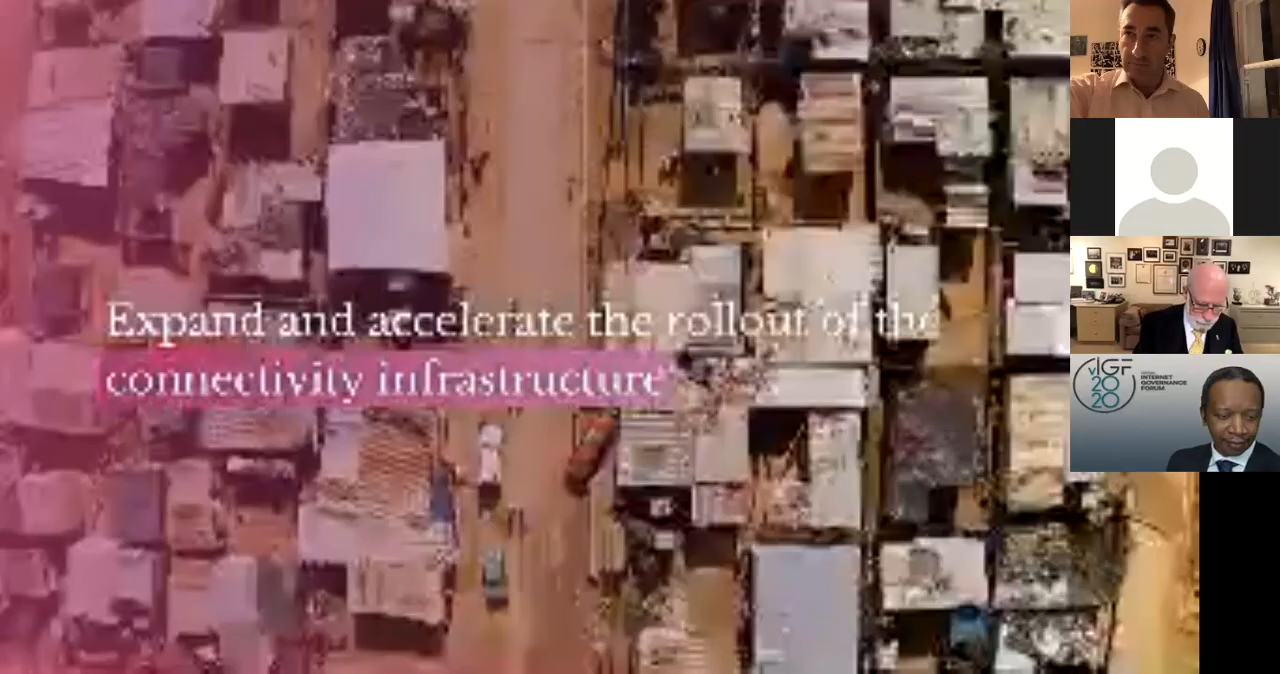 Expand and accelerate the rollout of the
connectivity infrastructure
vIGF
2020
INTERNET
GOVERNANCE
FORUM